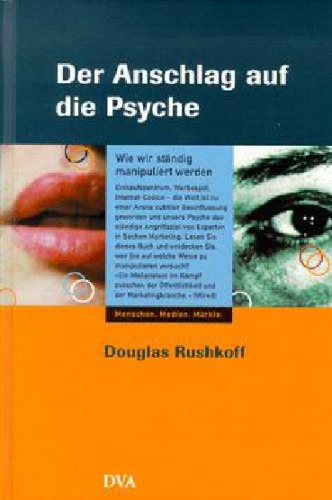 Der Anschlag auf
die Psyche
Wie wir ständig
manipuliert werden
Einkaufszentrum, Werbespot,
Internet-Cookie – die Welt ist zu
einer Arena subtiler Beeinflussung
geworden und unsere Psyche das
ständige Angriffsziel von Experten
in Sachen Marketing. Lesen Sie
dieses Buch und entdecken Sie,
wer Sie auf welche Weise zu
manipulieren versucht!
»Ein Meilenstein im Kampf
zwischen der Öffentlichkeit und
der Marketingbranche.« (Wired)
Menschen. Medien. Märkte.
Douglas Rushkoff
DVA